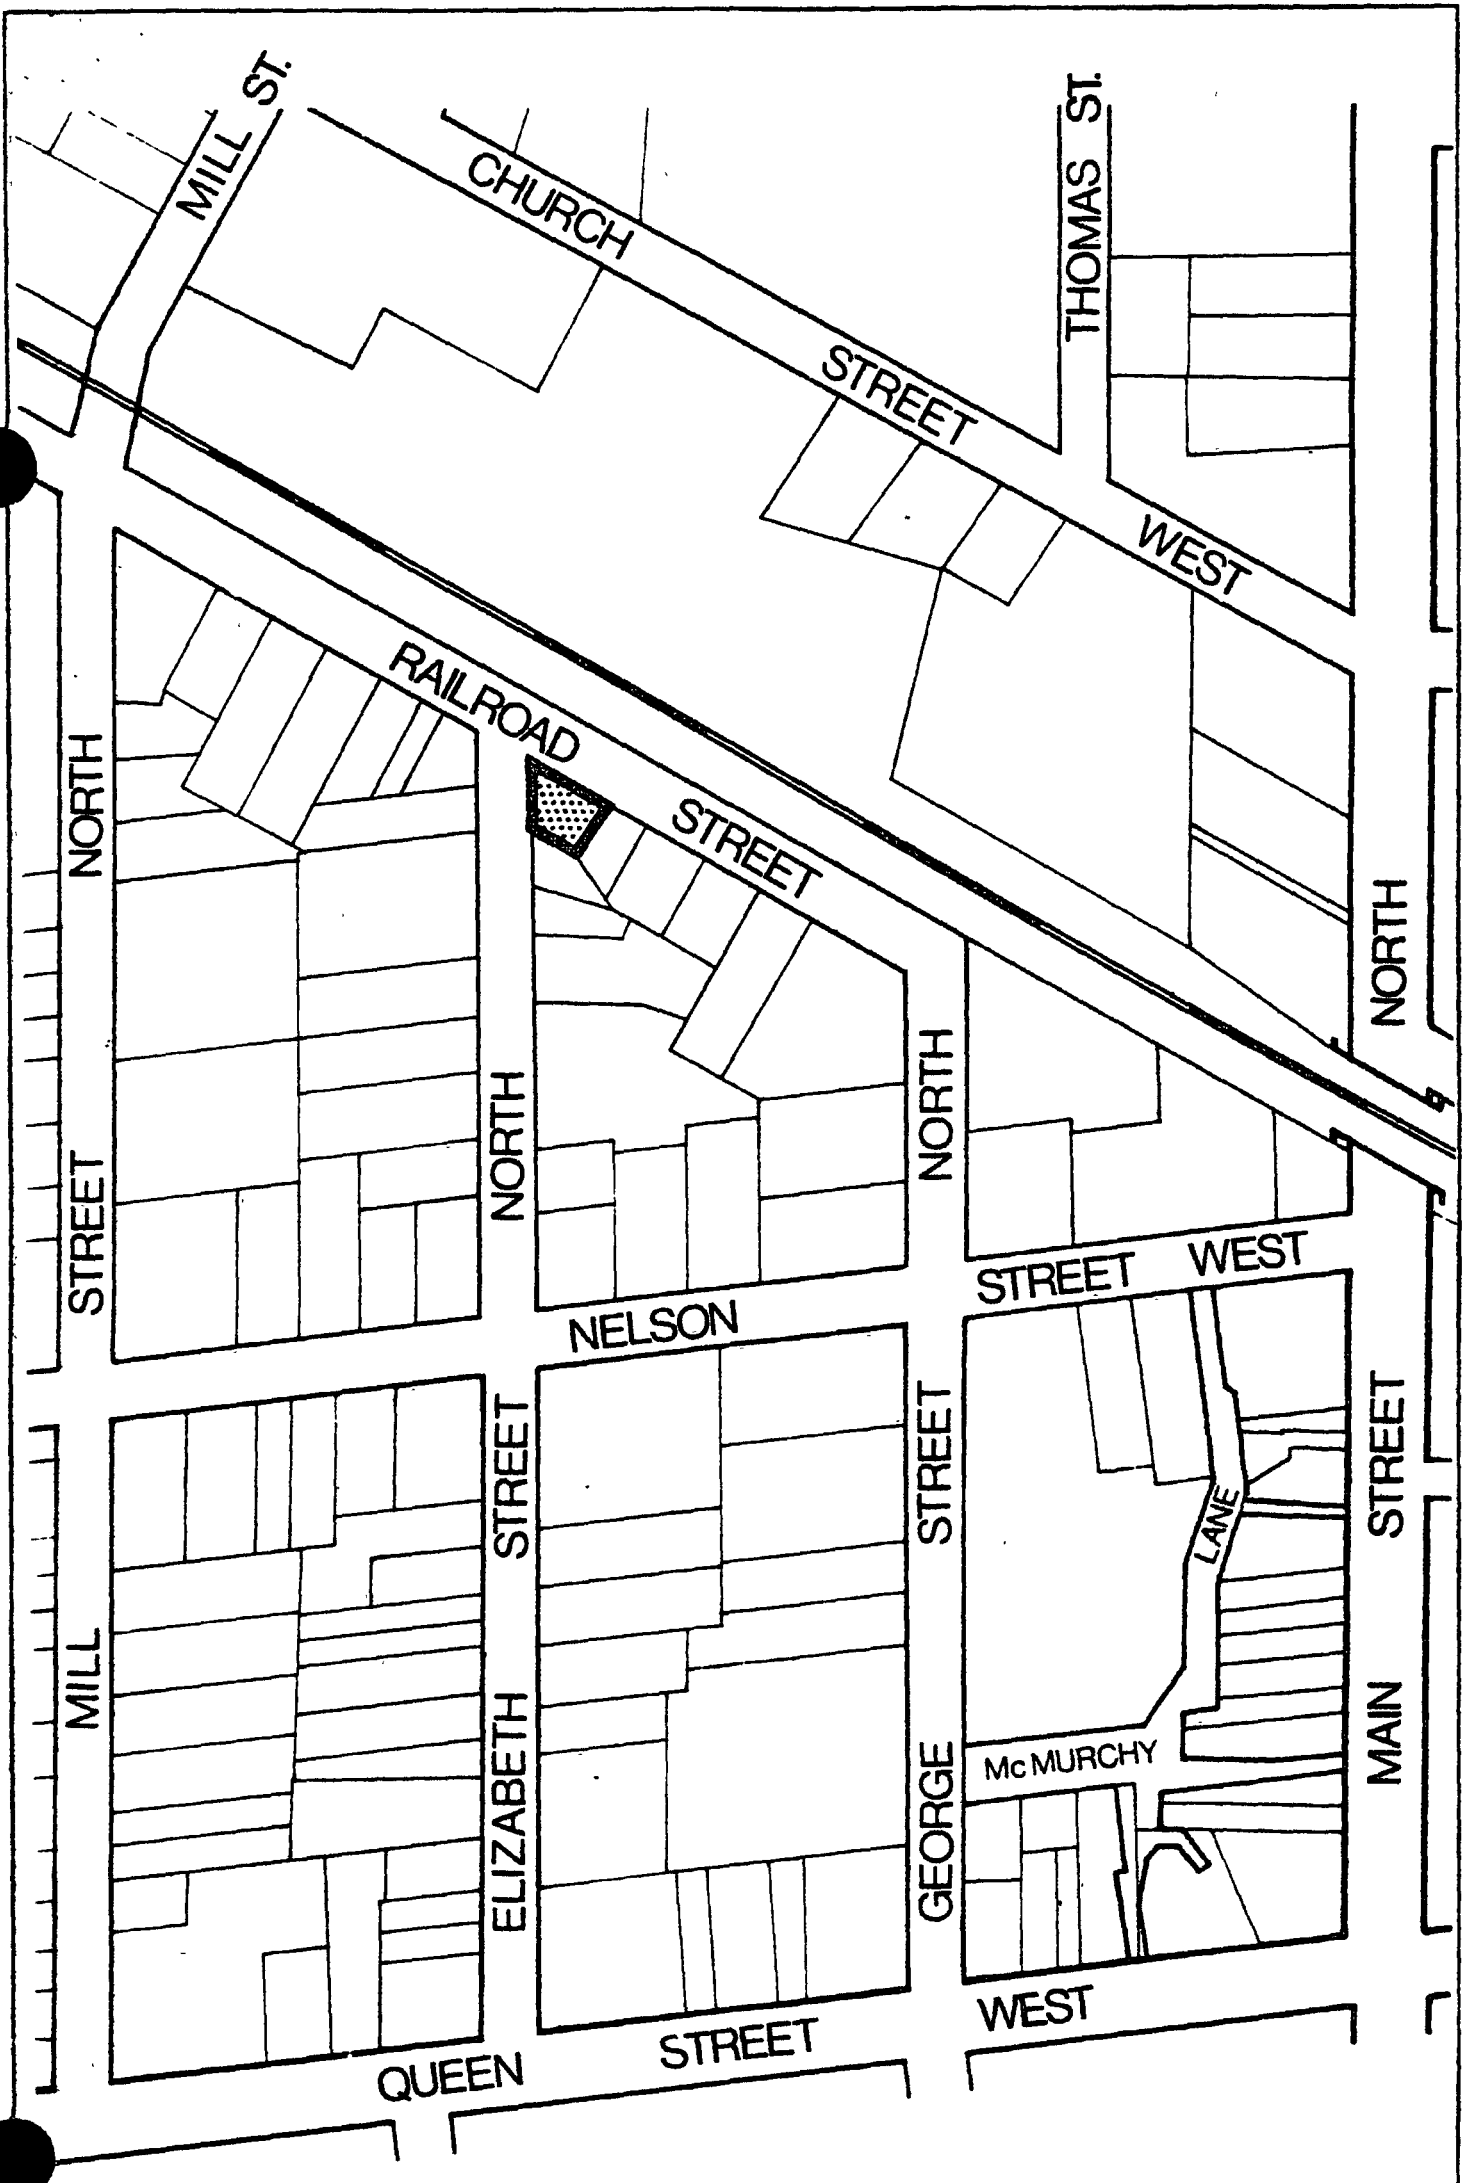 MILL ST.
CHURCH STREET WEST
THOMAS ST.
RAILROAD STREET
MILL STREET NORTH
ELIZABETH STREET NORTH
GEORGE STREET NORTH
MAIN STREET NORTH
NELSON STREET WEST
LANE
McMURCHY
QUEEN STREET WEST